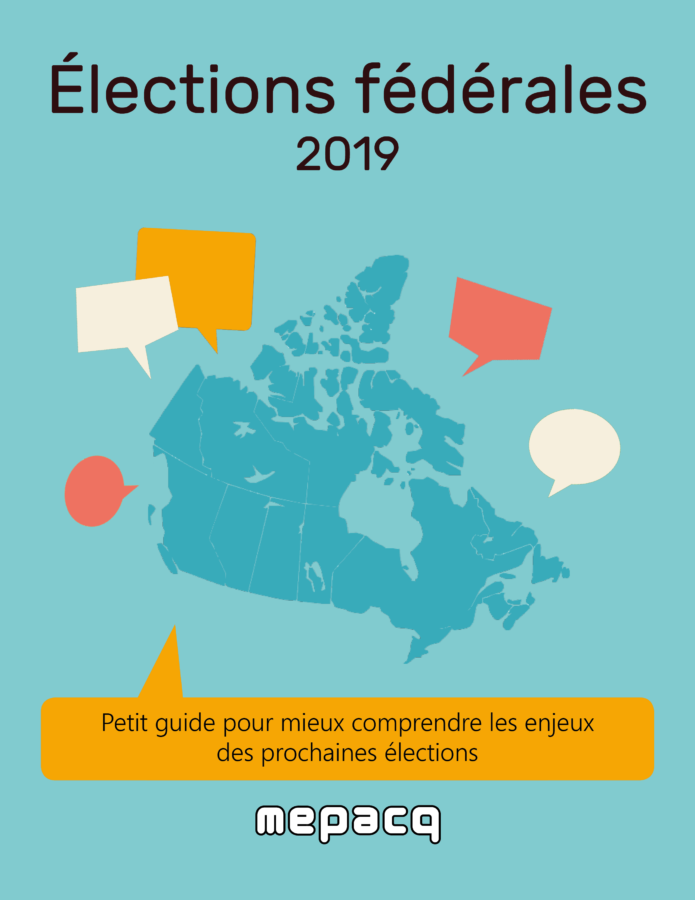 Élections fédérales
2019
Petit guide pour mieux comprendre les enjeux
des prochaines élections
mepacq